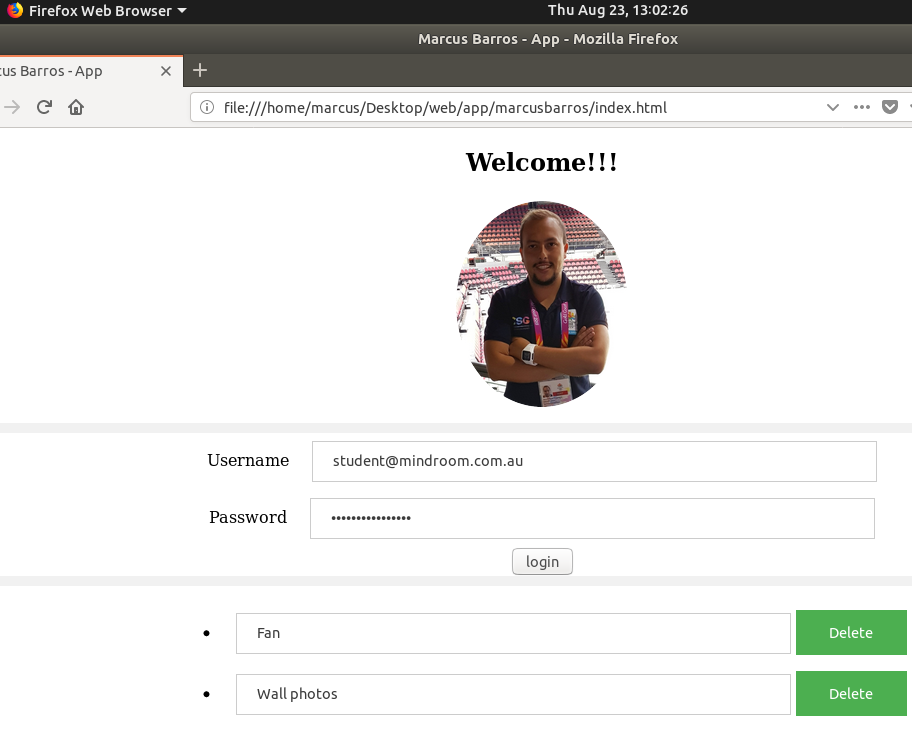 Firefox Web Browser
Thu Aug 23, 13:02:26
Marcus Barros - App - Mozilla Firefox
cus Barros - App
file:///home/marcus/Desktop/web/app/marcusbarros/index.html
Welcome!!!
CSG
Username student@mindroom.com.au
Password ••••••••••••••••
login
• Fan Delete
• Wall photos Delete